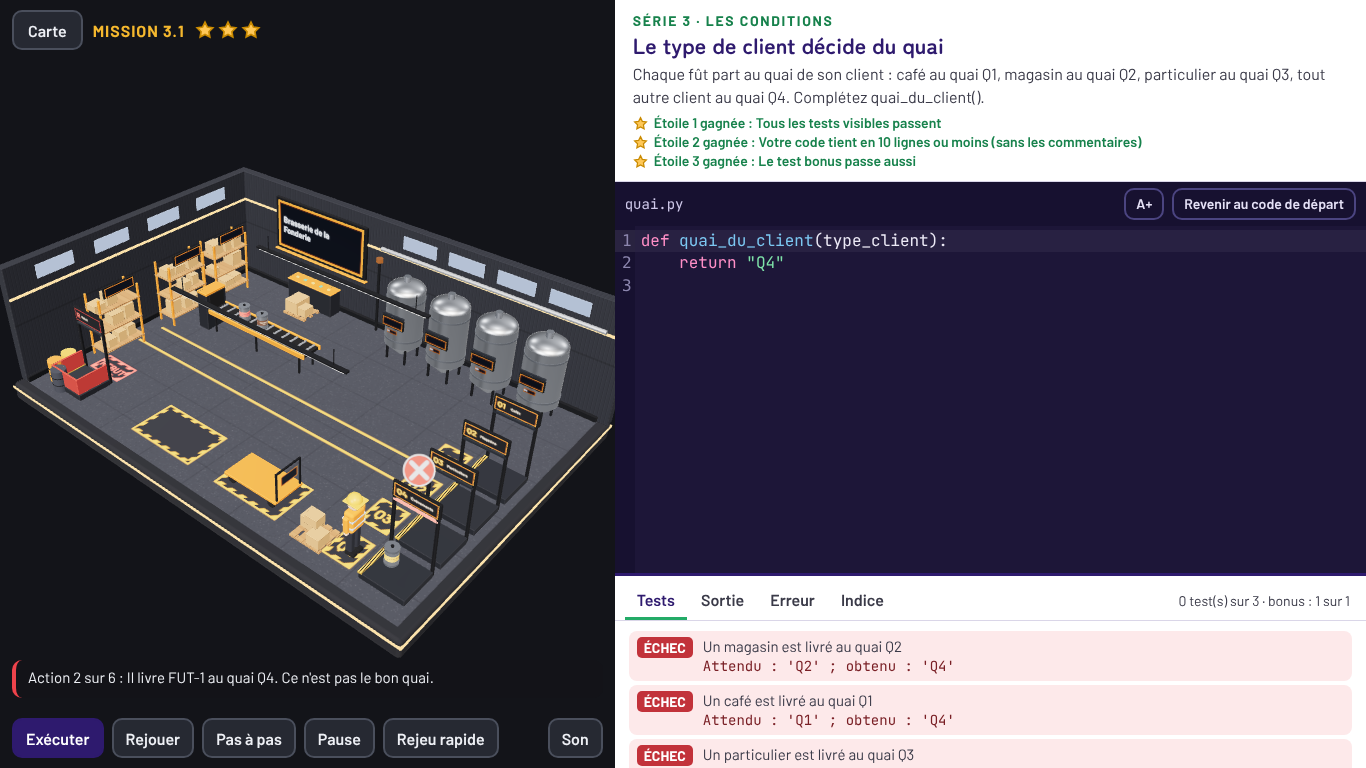 Carte
MISSION 3.1
SÉRIE 3 · LES CONDITIONS
Le type de client décide du quai
Chaque fût part au quai de son client : café au quai Q1, magasin au quai Q2, particulier au quai Q3, tout
autre client au quai Q4. Complétez quai_du_client().
Étoile 1 gagnée : Tous les tests visibles passent
Étoile 2 gagnée : Votre code tient en 10 lignes ou moins (sans les commentaires)
Étoile 3 gagnée : Le test bonus passe aussi
quai.py
A+
Revenir au code de départ
1 def quai_du_client(type_client):
2 return "Q4"
3
Brasserie de la
Fonderie
Q1
Q2
Q3
Q4
Q3
Action 2 sur 6 : Il livre FUT-1 au quai Q4. Ce n'est pas le bon quai.
Exécuter
Rejouer
Pas à pas
Pause
Rejeu rapide
Son
Tests
Sortie
Erreur
Indice
0 test(s) sur 3 · bonus : 1 sur 1
ÉCHEC Un magasin est livré au quai Q2
Attendu : 'Q2' ; obtenu : 'Q4'
ÉCHEC Un café est livré au quai Q1
Attendu : 'Q1' ; obtenu : 'Q4'
ÉCHEC Un particulier est livré au quai Q3